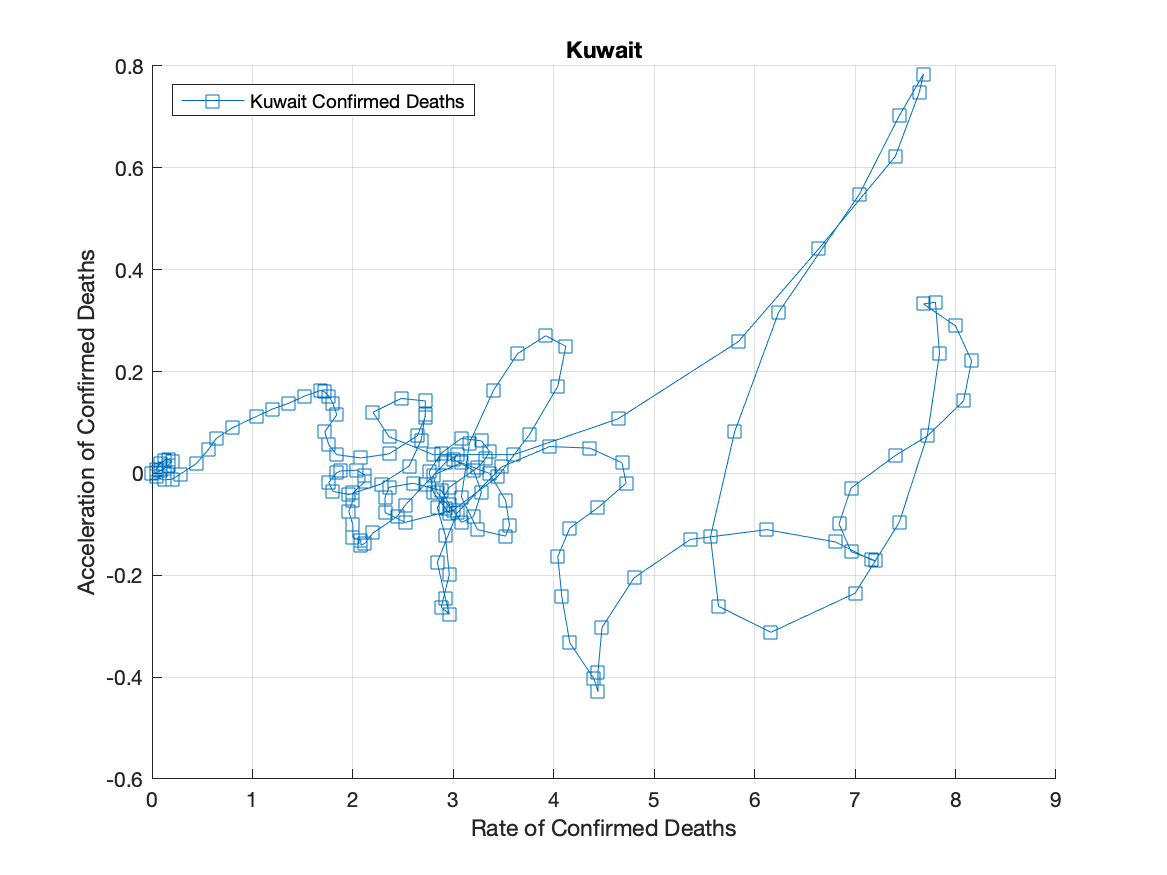 Kuwait
Kuwait Confirmed Deaths
0.8
0.6
0.4
0.2
0
-0.2
-0.4
-0.6
Acceleration of Confirmed Deaths
0 1 2 3 4 5 6 7 8 9
Rate of Confirmed Deaths